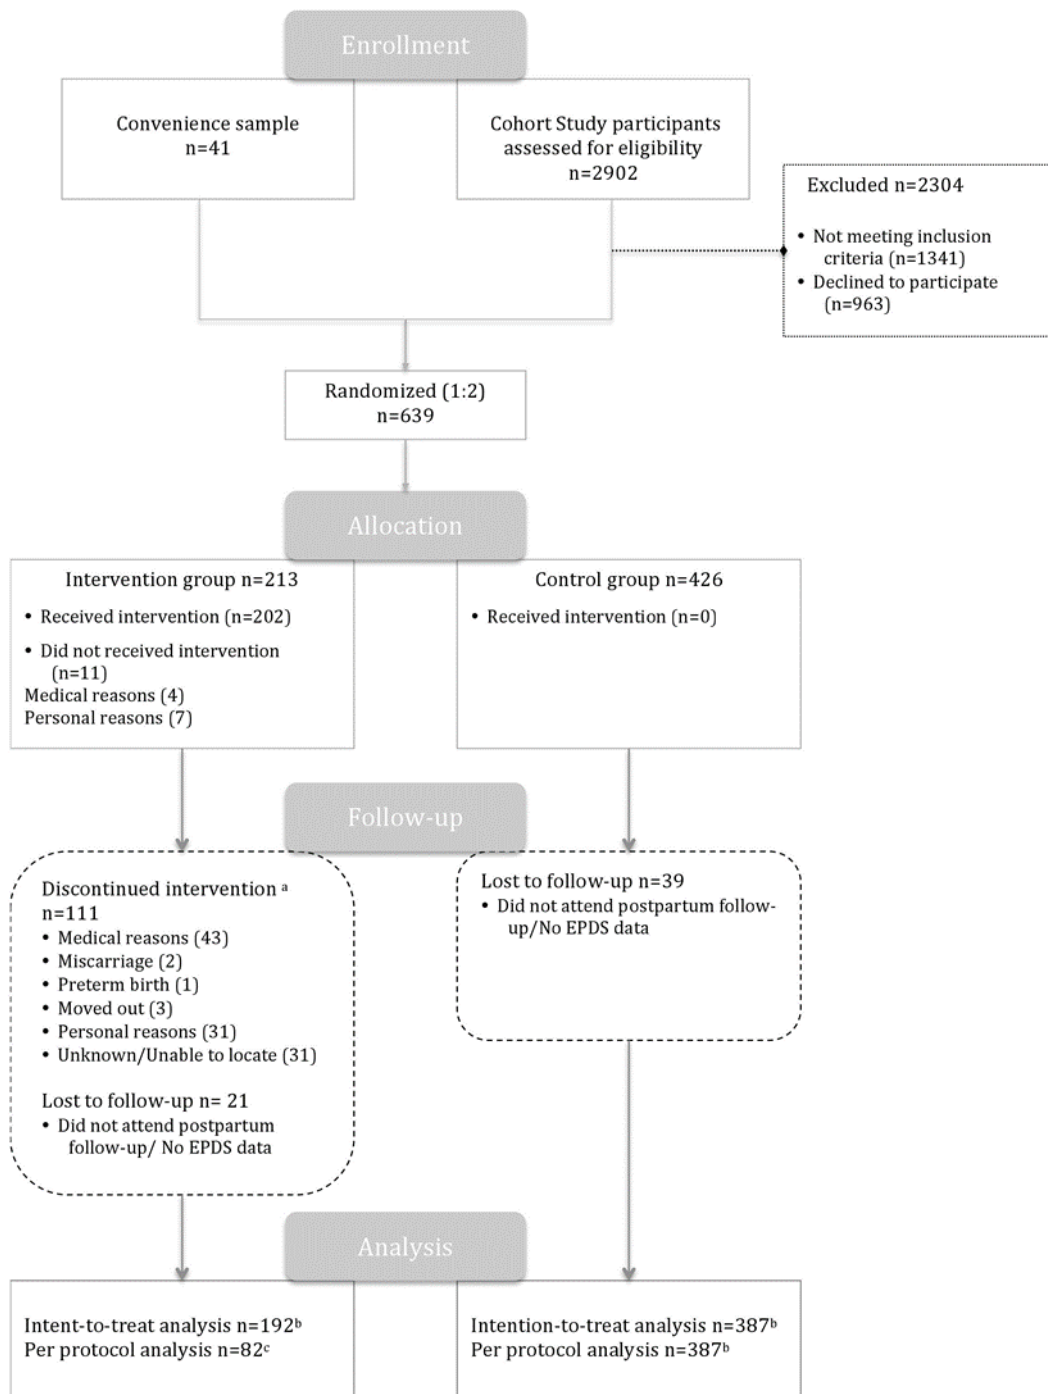 Enrollment
Convenience sample
n=41
Cohort Study participants
assessed for eligibility
n=2902
Excluded n=2304
• Not meeting inclusion
criteria (n=1341)
• Declined to participate
(n=963)
Randomized (1:2)
n=639
Allocation
Intervention group n=213
• Received intervention (n=202)
• Did not received intervention
(n=11)
Medical reasons (4)
Personal reasons (7)
Control group n=426
• Received intervention (n=0)
Follow-up
Discontinued intervention ᵃ
n=111
• Medical reasons (43)
• Miscarriage (2)
• Preterm birth (1)
• Moved out (3)
• Personal reasons (31)
• Unknown/Unable to locate (31)
Lost to follow-up n= 21
• Did not attend postpartum
follow-up/ No EPDS data
Lost to follow-up n=39
• Did not attend postpartum follow-
up/No EPDS data
Analysis
Intent-to-treat analysis n=192ᵇ
Per protocol analysis n=82ᶜ
Intention-to-treat analysis n=387ᵇ
Per protocol analysis n=387ᵇ